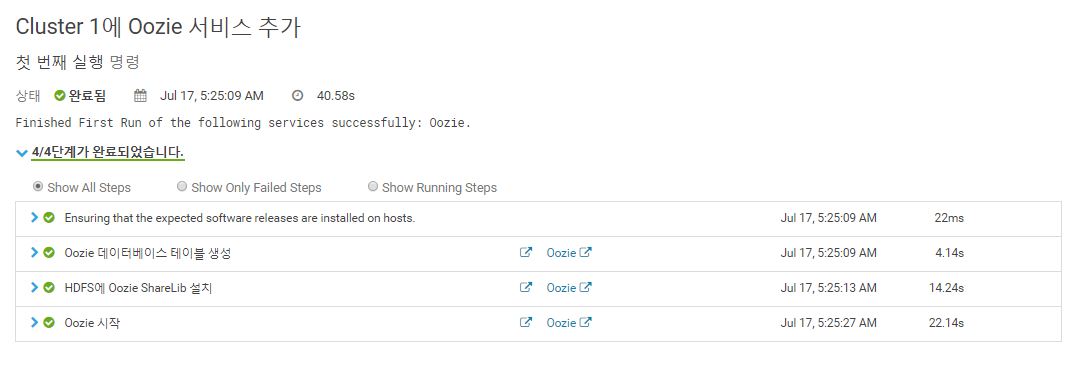 Cluster 1에 Oozie 서비스 추가
첫 번째 실행 명령
상태 완료됨 Jul 17, 5:25:09 AM 40.58s
Finished First Run of the following services successfully: Oozie.
4/4단계가 완료되었습니다.
Show All Steps Show Only Failed Steps Show Running Steps
Ensuring that the expected software releases are installed on hosts. Jul 17, 5:25:09 AM 22ms
Oozie 데이터베이스 테이블 생성 Oozie Jul 17, 5:25:09 AM 4.14s
HDFS에 Oozie ShareLib 설치 Oozie Jul 17, 5:25:13 AM 14.24s
Oozie 시작 Oozie Jul 17, 5:25:27 AM 22.14s